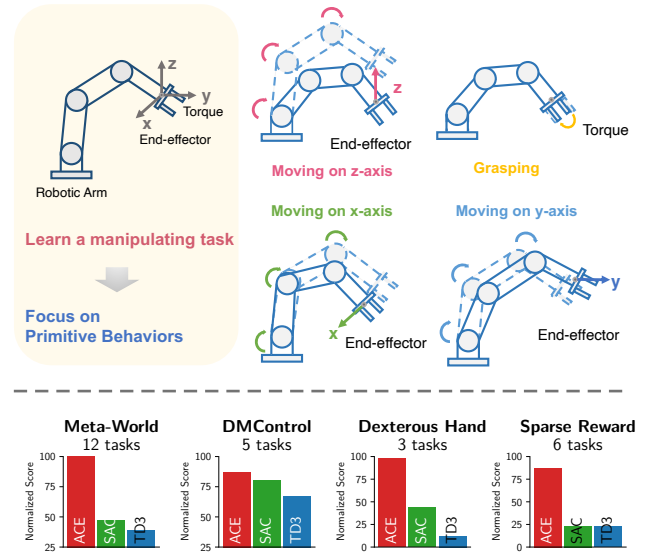 z
y
x
Torque
End-effector
Robotic Arm
Learn a manipulating task
Focus on
Primitive Behaviors
z
End-effector
Moving on z-axis
Torque
Grasping
Moving on x-axis
x
End-effector
Moving on y-axis
y
End-effector
Meta-World
12 tasks
Normalized Score
100
75
50
25
ACE
SAC
TD3
DMControl
5 tasks
Normalized Score
100
75
50
25
ACE
SAC
TD3
Dexterous Hand
3 tasks
Normalized Score
100
75
50
25
0
ACE
SAC
TD3
Sparse Reward
6 tasks
Normalized Score
100
75
50
25
0
ACE
SAC
TD3